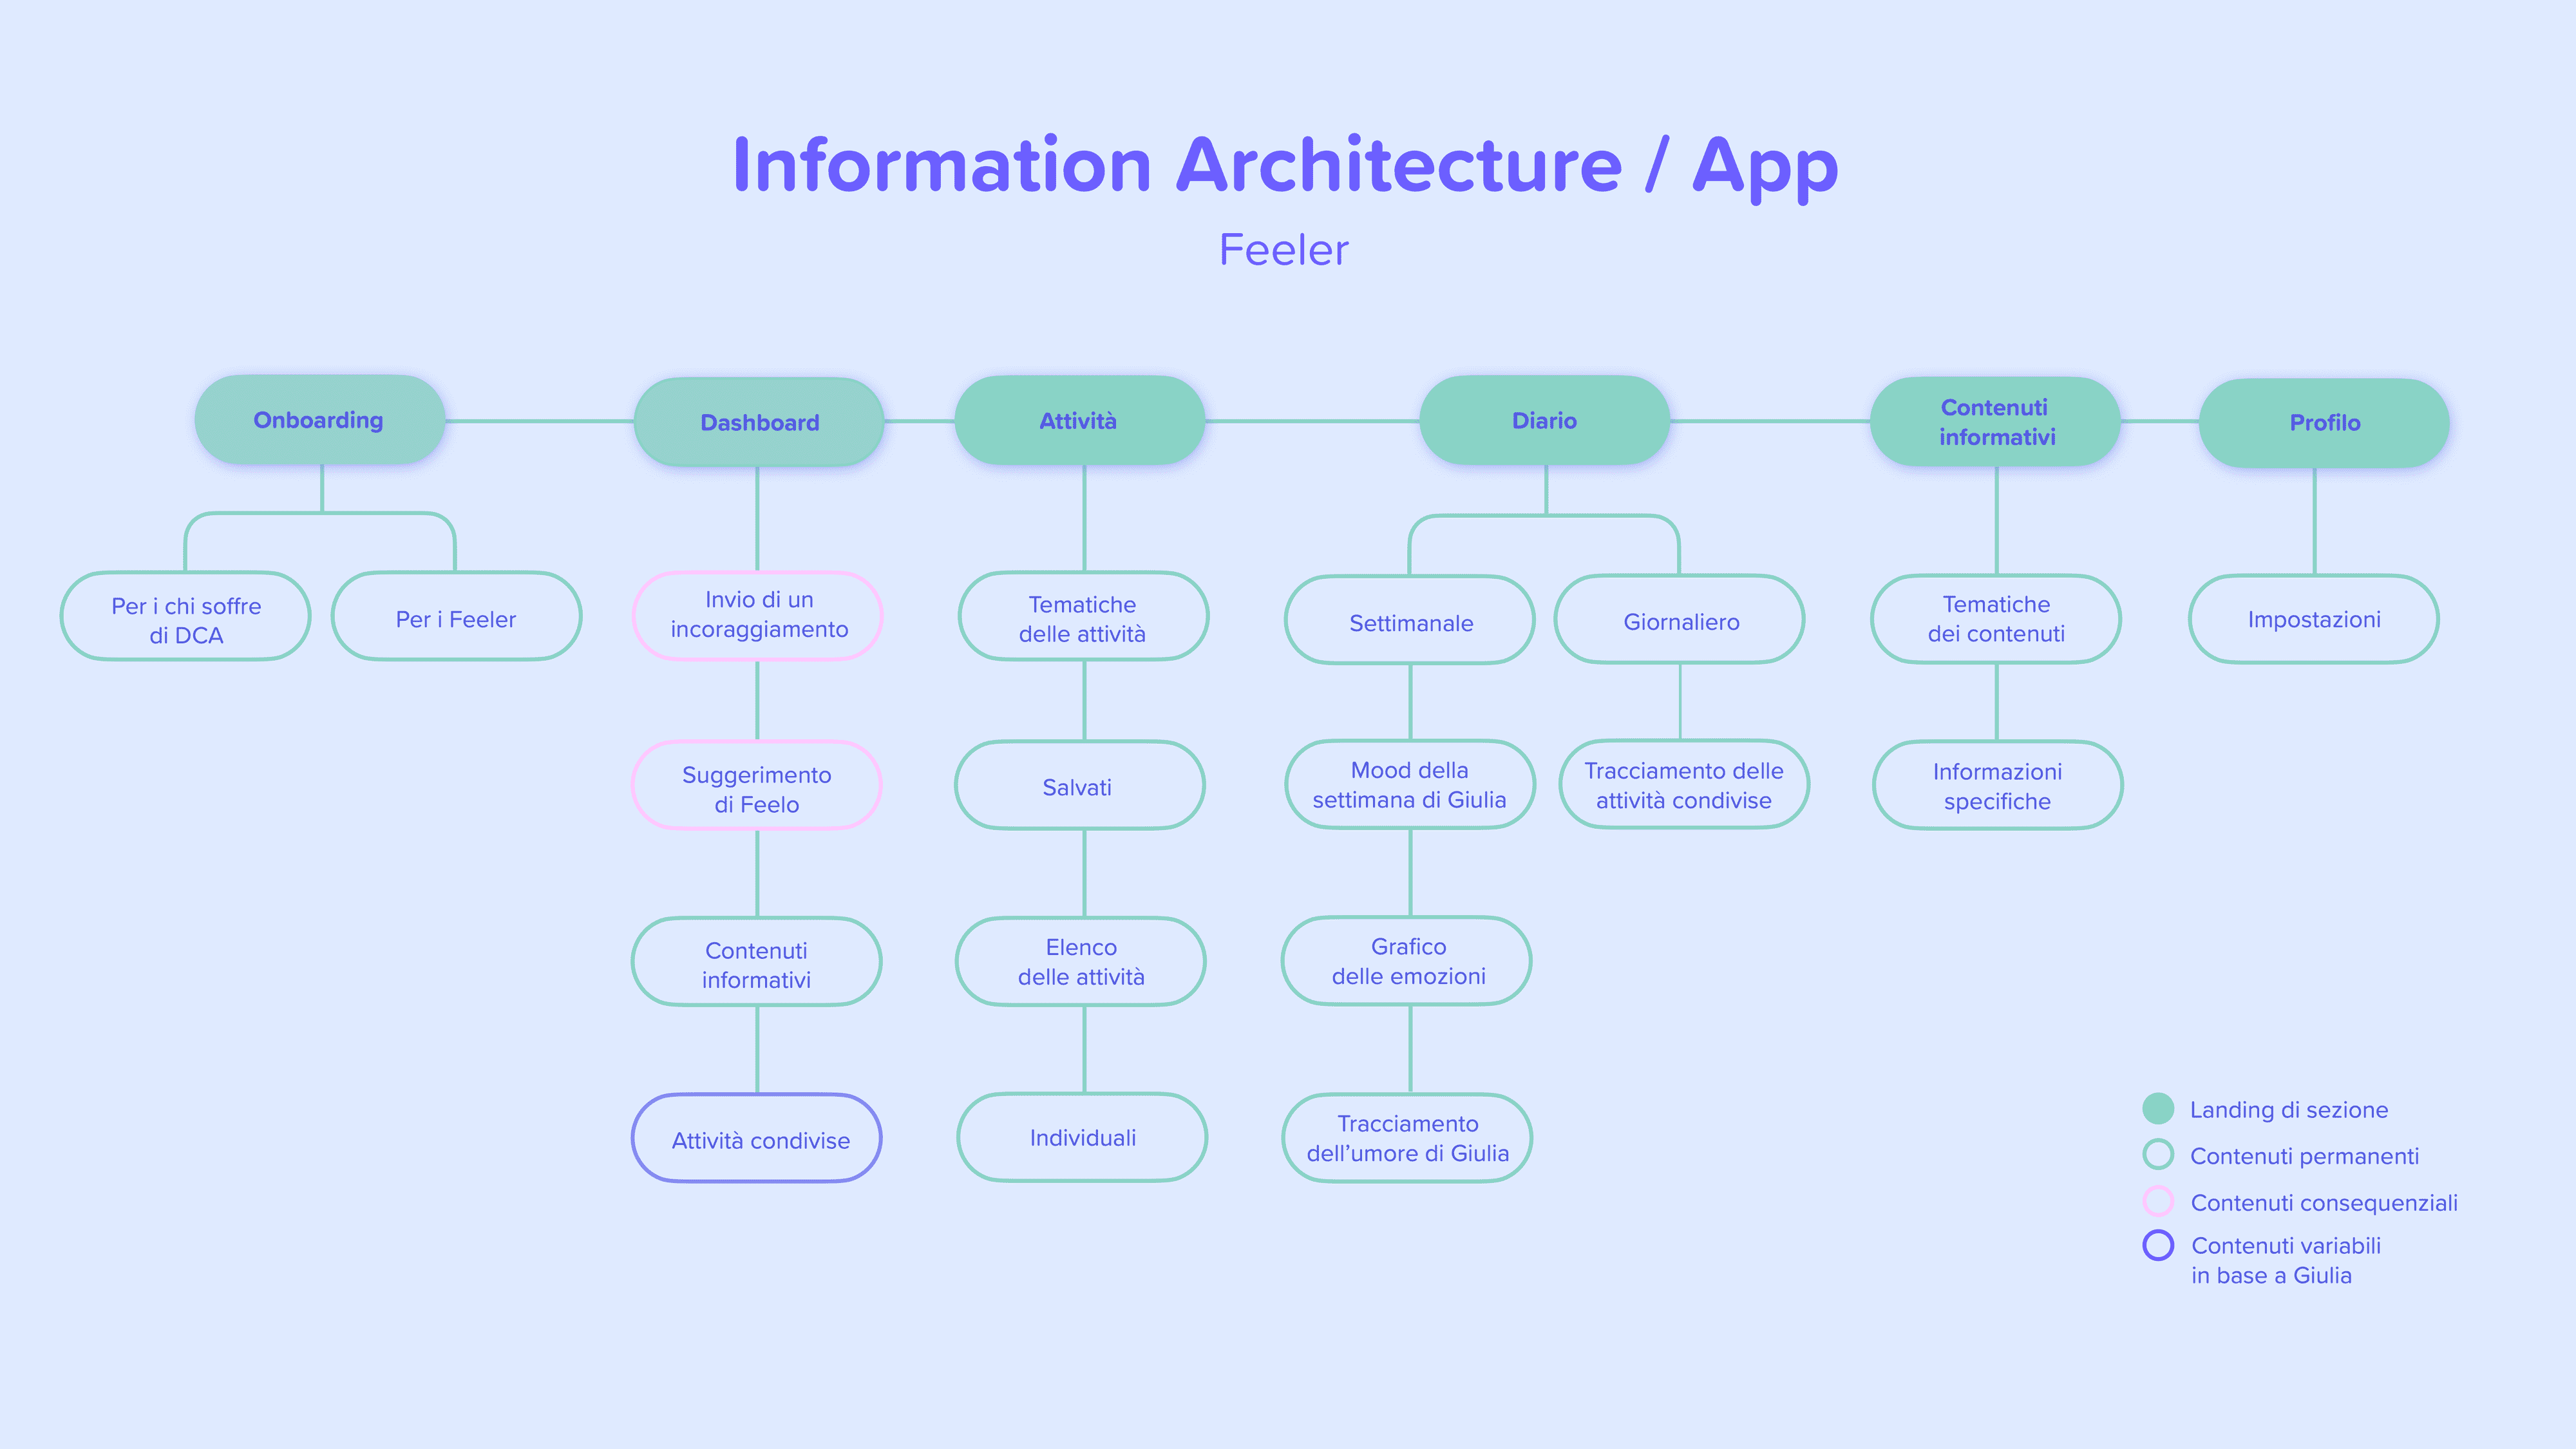 Information Architecture / App
Feeler
Onboarding
Dashboard
Attività
Diario
Contenuti
informativi
Profilo
Per i chi soffre
di DCA
Per i Feeler
Invio di un
incoraggiamento
Tematiche
delle attività
Settimanale
Giornaliero
Tematiche
dei contenuti
Impostazioni
Suggerimento
di Feelo
Salvati
Mood della
settimana di Giulia
Tracciamento delle
attività condivise
Informazioni
specifiche
Contenuti
informativi
Elenco
delle attività
Grafico
delle emozioni
Attività condivise
Individuali
Tracciamento
dell’umore di Giulia
Landing di sezione
Contenuti permanenti
Contenuti consequenziali
Contenuti variabili
in base a Giulia